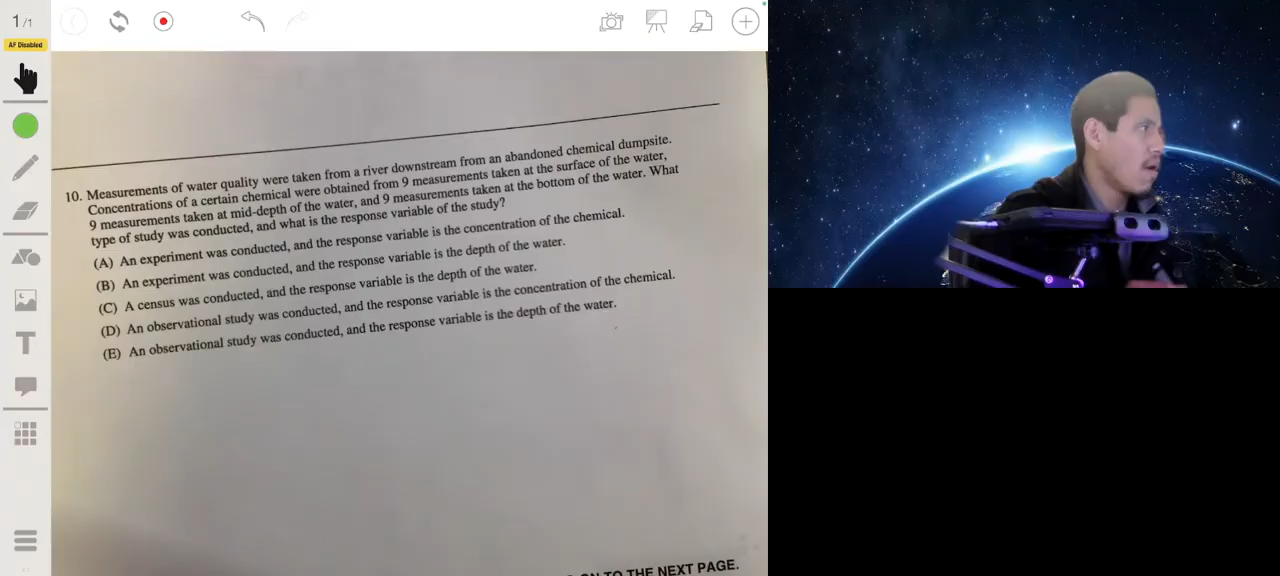 1/1
AF Disabled
10. Measurements of water quality were taken from a river downstream from an abandoned chemical dumpsite.
Concentrations of a certain chemical were obtained from 9 measurements taken at the surface of the water,
9 measurements taken at mid-depth of the water, and 9 measurements taken at the bottom of the water. What
type of study was conducted, and what is the response variable of the study?
(A) An experiment was conducted, and the response variable is the concentration of the chemical.
(B) An experiment was conducted, and the response variable is the depth of the water.
(C) A census was conducted, and the response variable is the depth of the water.
(D) An observational study was conducted, and the response variable is the concentration of the chemical.
(E) An observational study was conducted, and the response variable is the depth of the water.
ON TO THE NEXT PAGE.
T